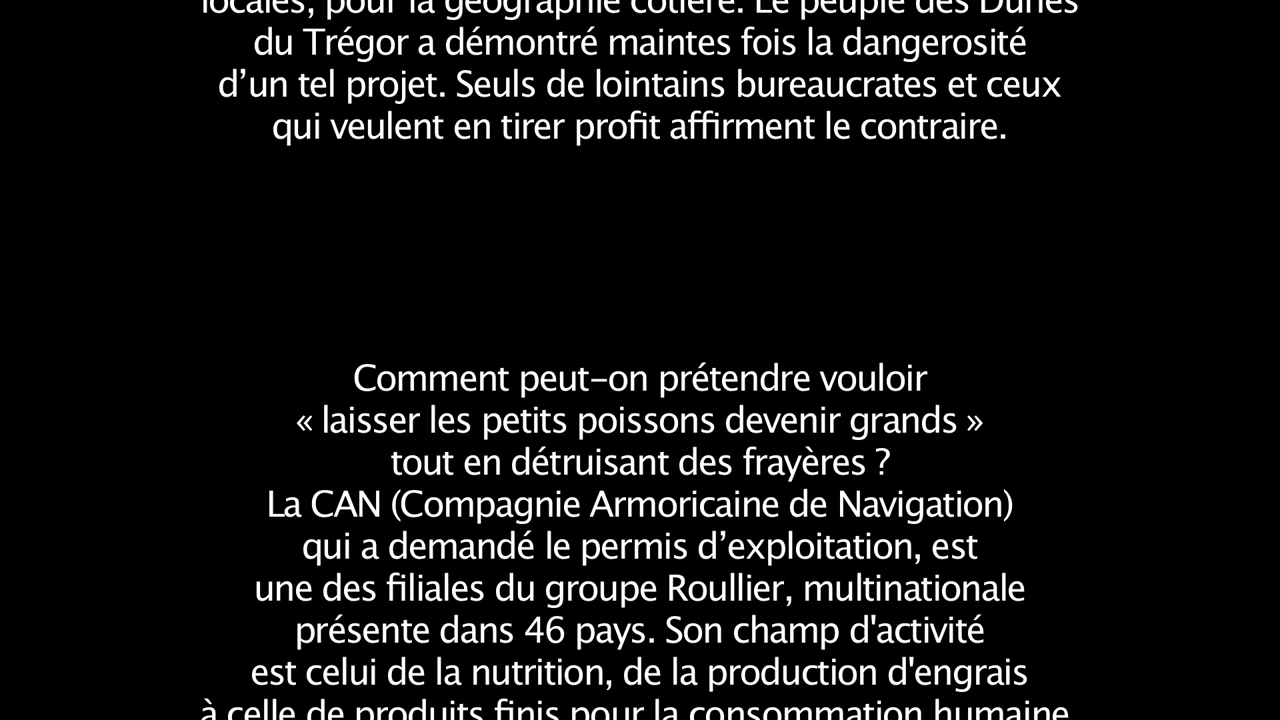 locales, pour la géographie côtière. Le peuple des Dunes
du Trégor a démontré maintes fois la dangerosité
d’un tel projet. Seuls de lointains bureaucrates et ceux
qui veulent en tirer profit affirment le contraire.
Comment peut-on prétendre vouloir
« laisser les petits poissons devenir grands »
tout en détruisant des frayères ?
La CAN (Compagnie Armoricaine de Navigation)
qui a demandé le permis d’exploitation, est
une des filiales du groupe Roullier, multinationale
présente dans 46 pays. Son champ d'activité
est celui de la nutrition, de la production d'engrais
à celle de produits finis pour la consommation humaine